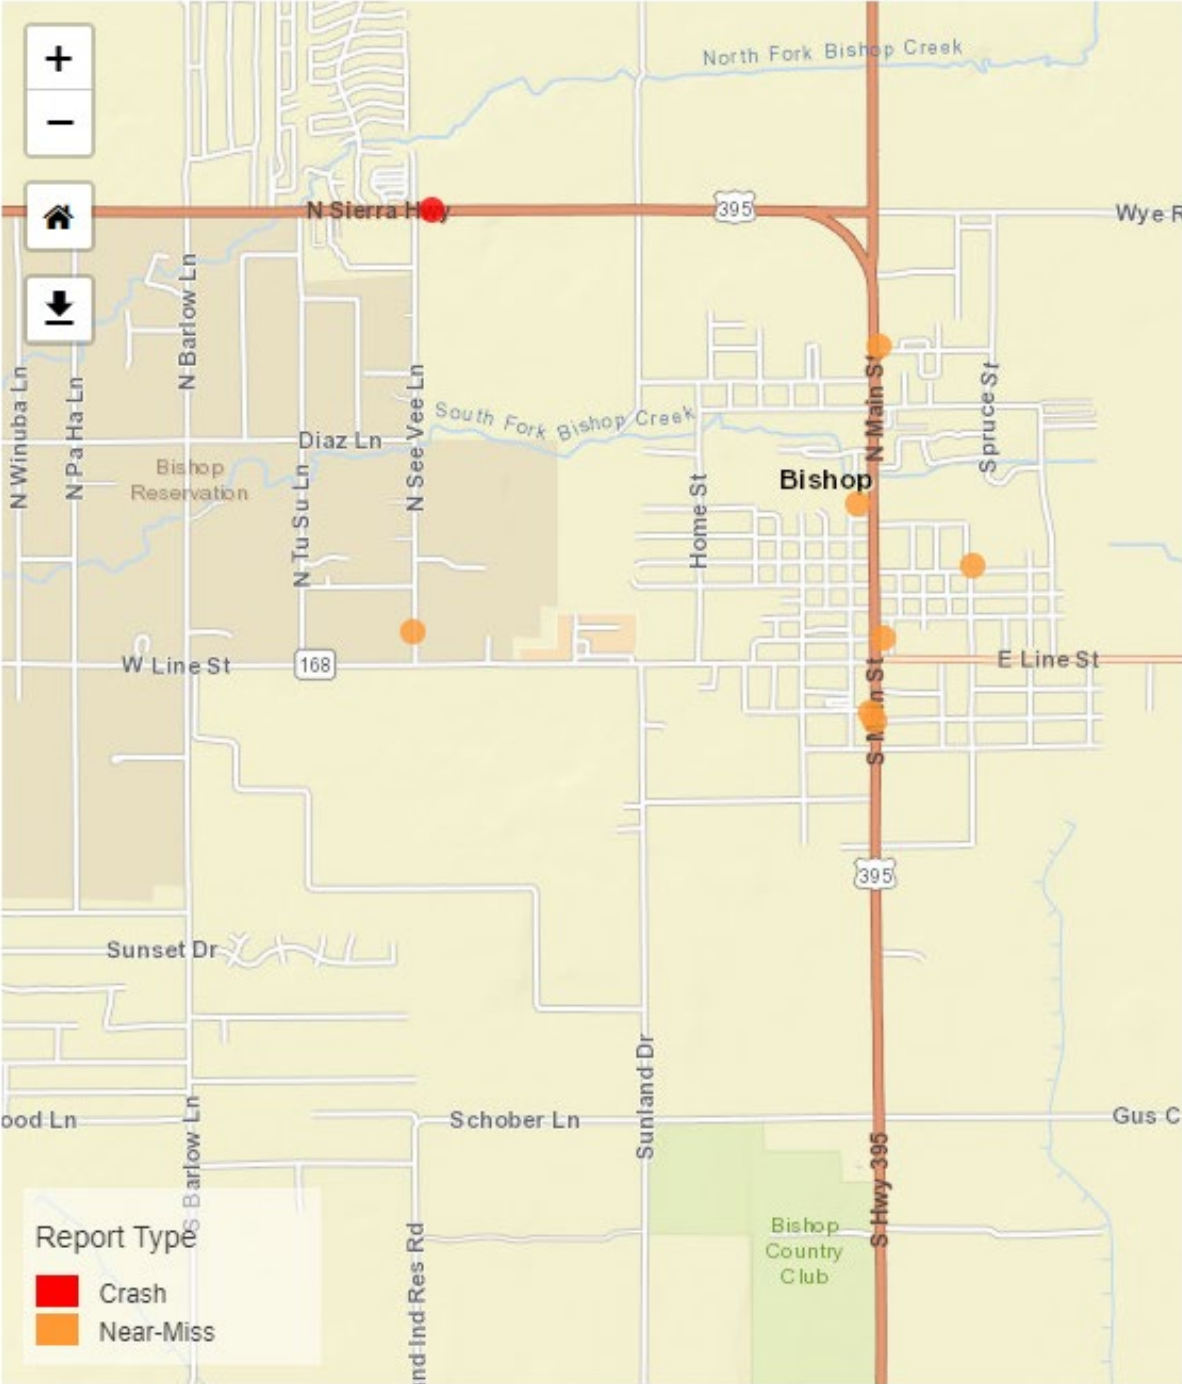 +
−
North Fork Bishop Creek
N Sierra Hwy
395
Wye R
N Barlow Ln
N Winuba Ln
N Pa Ha Ln
N See Vee Ln
South Fork Bishop Creek
N Main St
Spruce St
Diaz Ln
Bishop
Reservation
N Tu Su Ln
Home St
Bishop
W Line St
168
E Line St
395
Sunset Dr
Sunland Dr
ood Ln
S Barlow Ln
Schober Ln
Gus C
S Hwy 395
nd Ind Res Rd
Bishop
Country
Club
Report Type
Crash
Near-Miss